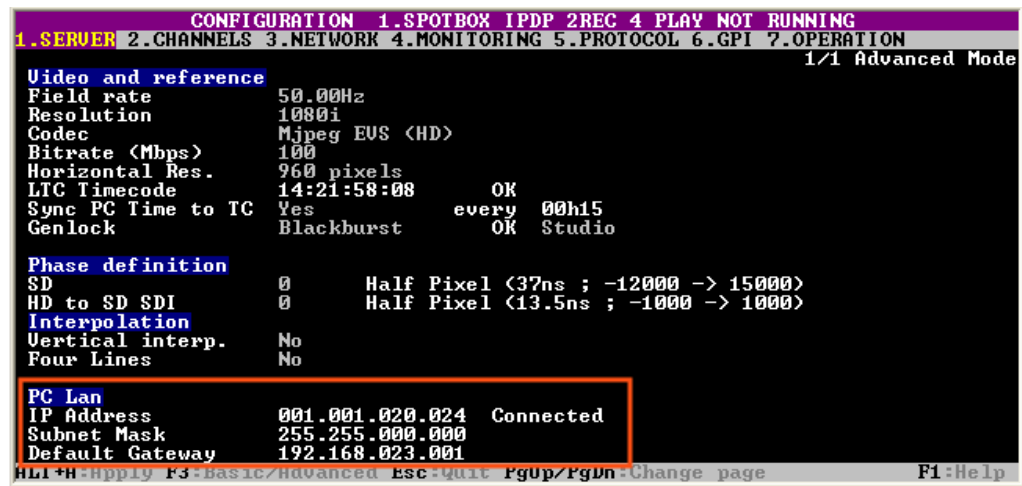 CONFIGURATION 1.SPOTBOX IPDP 2REC 4 PLAY NOT RUNNING
1.SERVER 2.CHANNELS 3.NETWORK 4.MONITORING 5.PROTOCOL 6.GPI 7.OPERATION
1/1 Advanced Mode
Video and reference
Field rate 50.00Hz
Resolution 1080i
Codec Mjpeg EVS (HD)
Bitrate (Mbps) 100
Horizontal Res. 960 pixels
LTC Timecode 14:21:58:08 OK
Sync PC Time to TC Yes every 00h15
Genlock Blackburst OK Studio
Phase definition
SD 0 Half Pixel (37ns ; -12000 -> 15000)
HD to SD SDI 0 Half Pixel (13.5ns ; -1000 -> 1000)
Interpolation
Vertical interp. No
Four Lines No
PC Lan
IP Address 001.001.020.024 Connected
Subnet Mask 255.255.000.000
Default Gateway 192.168.023.001
ALT+A:Apply F3:Basic/Advanced Esc:Quit PgUp/PgDn:Change page F1:Help